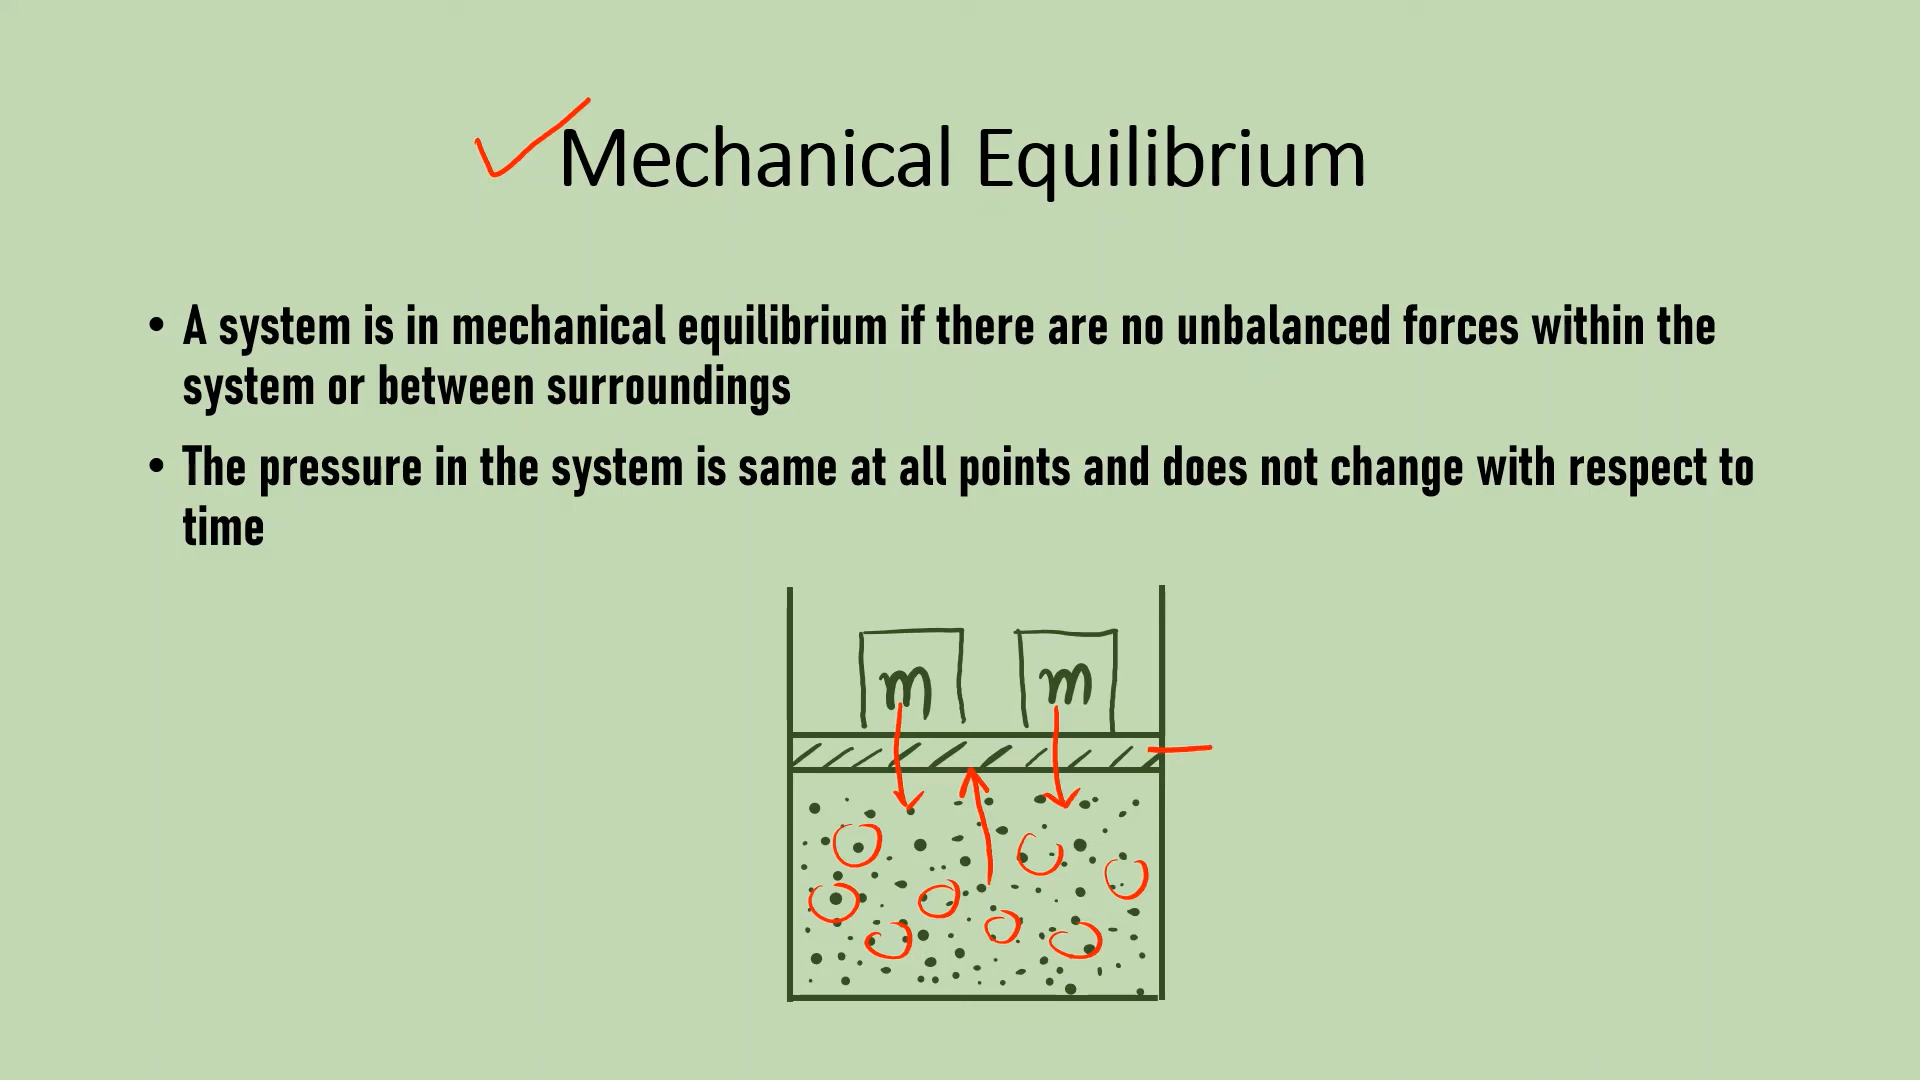 Mechanical Equilibrium
• A system is in mechanical equilibrium if there are no unbalanced forces within the
system or between surroundings
• The pressure in the system is same at all points and does not change with respect to
time
m m